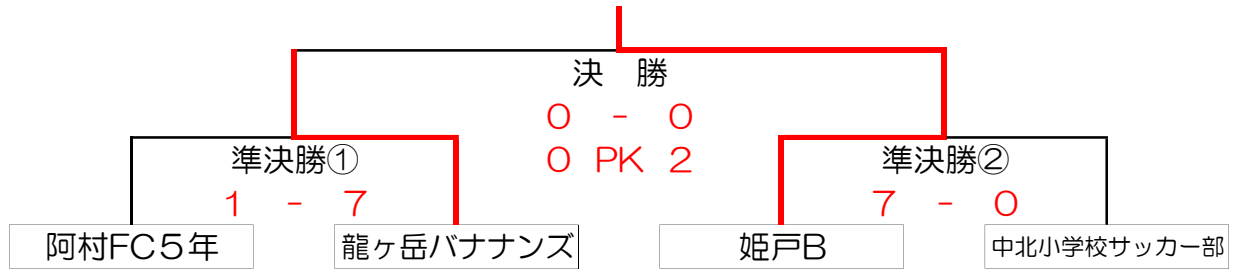 決　勝
0 - 0
0 PK 2
準決勝①
1 - 7
準決勝②
7 - 0
阿村FC5年
龍ヶ岳バナナンズ
姫戸B
中北小学校サッカー部